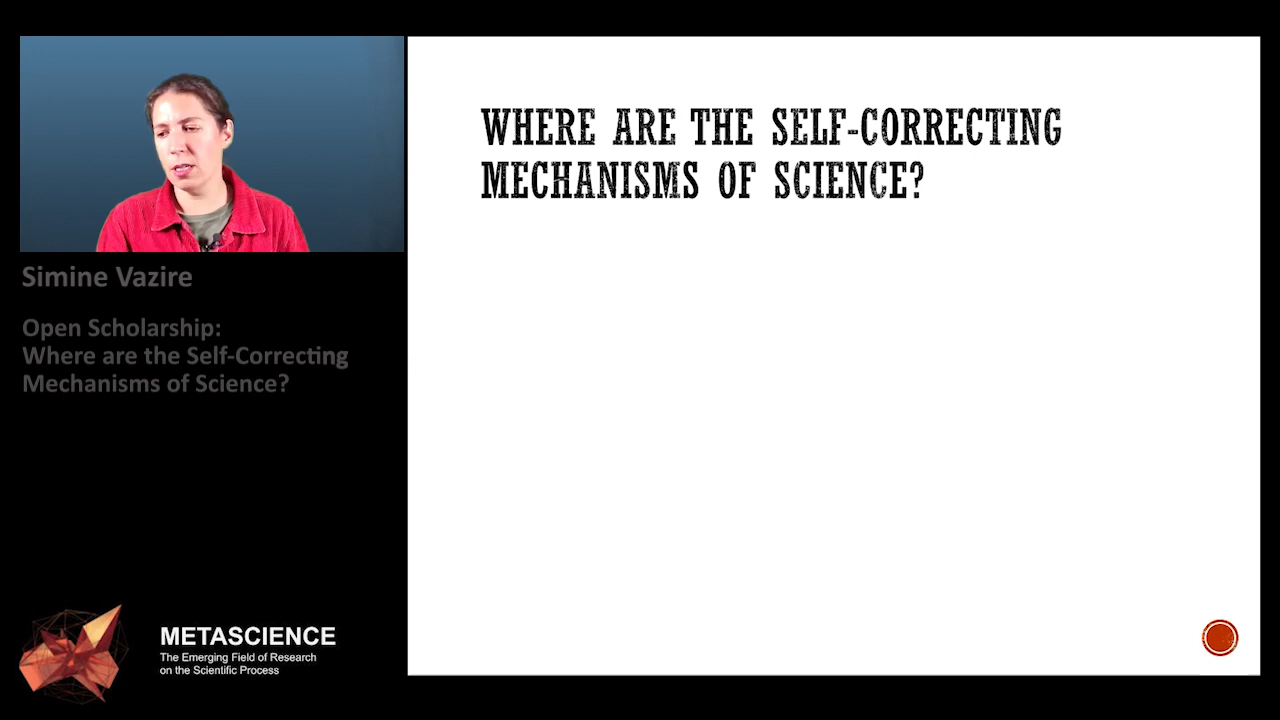 WHERE ARE THE SELF-CORRECTING
MECHANISMS OF SCIENCE?
Simine Vazire
Open Scholarship:
Where are the Self-Correcting
Mechanisms of Science?
METASCIENCE
The Emerging Field of Research
on the Scientific Process